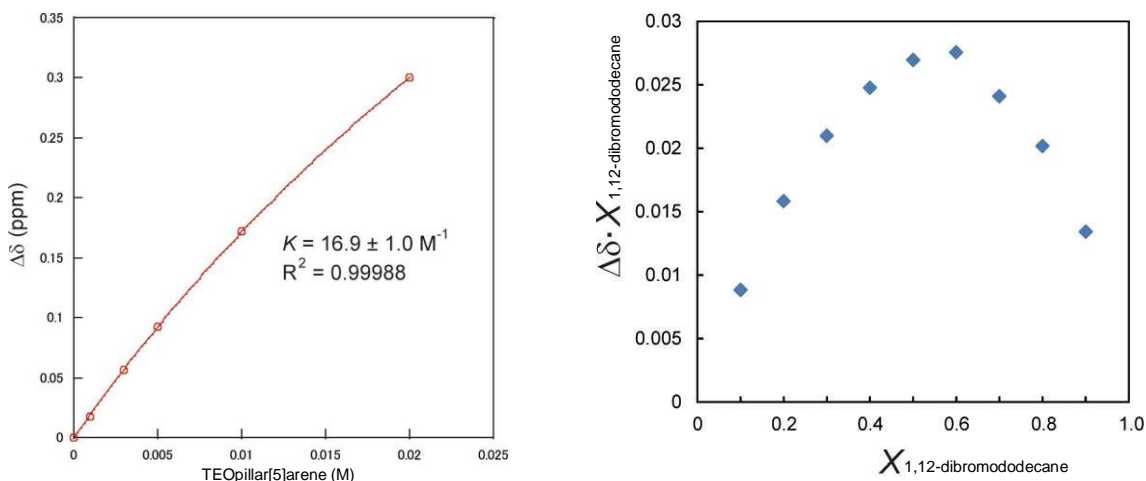 0.35
0.3
0.25
0.2
0.15
0.1
0.05
0
Δδ (ppm)
K = 16.9 ± 1.0 M⁻¹
R² = 0.99988
0 0.005 0.01 0.015 0.02 0.025
TEOpillar[5]arene (M)
0.03
0.025
0.02
0.015
0.01
0.005
0
Δδ· X 1,12-dibromododecane
0 0.2 0.4 0.6 0.8 1.0
X 1,12-dibromododecane